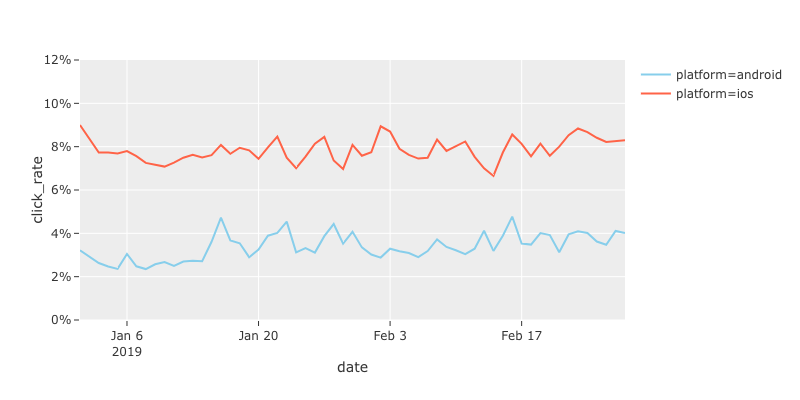 12%
10%
8%
6%
4%
2%
0%
click_rate
Jan 6
2019
Jan 20
Feb 3
Feb 17
date
platform=android
platform=ios